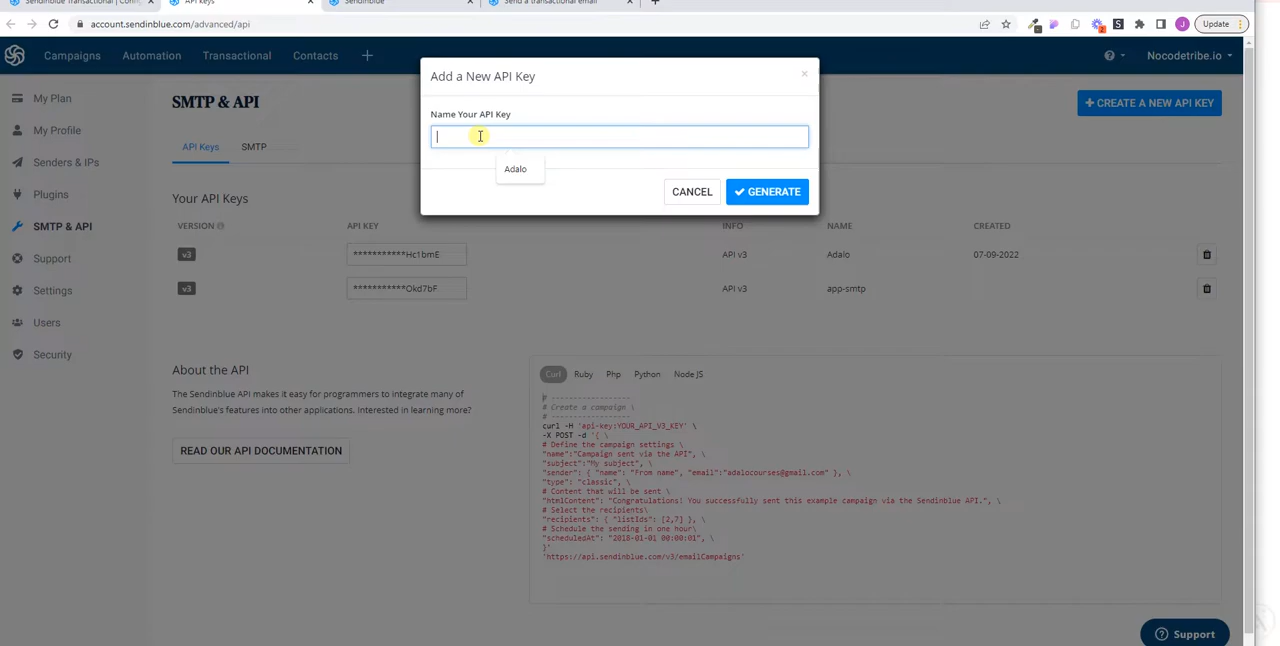 Sendinblue Transactional | Confi
API Keys
Sendinblue
Send a transactional email
account.sendinblue.com/advanced/api
2
S
J
Update
Campaigns
Automation
Transactional
Contacts
Nocodetribe.io
Add a New API Key
×
Name Your API Key
Adalo
CANCEL
GENERATE
My Plan
My Profile
Senders & IPs
Plugins
SMTP & API
Support
Settings
Users
Security
SMTP & API
+ CREATE A NEW API KEY
API Keys
SMTP
Your API Keys
VERSION
API KEY
INFO
NAME
CREATED
v3
***********Hc1bmE
API v3
Adalo
07-09-2022
v3
***********Okd7bF
API v3
app-smtp
About the API
The Sendinblue API makes it easy for programmers to integrate many of
Sendinblue's features into other applications. Interested in learning more?
READ OUR API DOCUMENTATION
Curl
Ruby
Php
Python
Node JS
# ------------------
# Create a campaign \
# ------------------
curl -H 'api-key:YOUR_API_V3_KEY' \
-X POST -d '{ \
# Define the campaign settings \
"name":"Campaign sent via the API", \
"subject":"My subject", \
"sender": { "name": "From name", "email":"adalocourses@gmail.com" }, \
"type": "classic", \
# Content that will be sent \
"htmlContent": "Congratulations! You successfully sent this example campaign via the Sendinblue API.", \
# Select the recipients\
"recipients": { "listIds": [2,7] }, \
# Schedule the sending in one hour\
"scheduledAt": "2018-01-01 00:00:01", \
}'
'https://api.sendinblue.com/v3/emailCampaigns'
Support